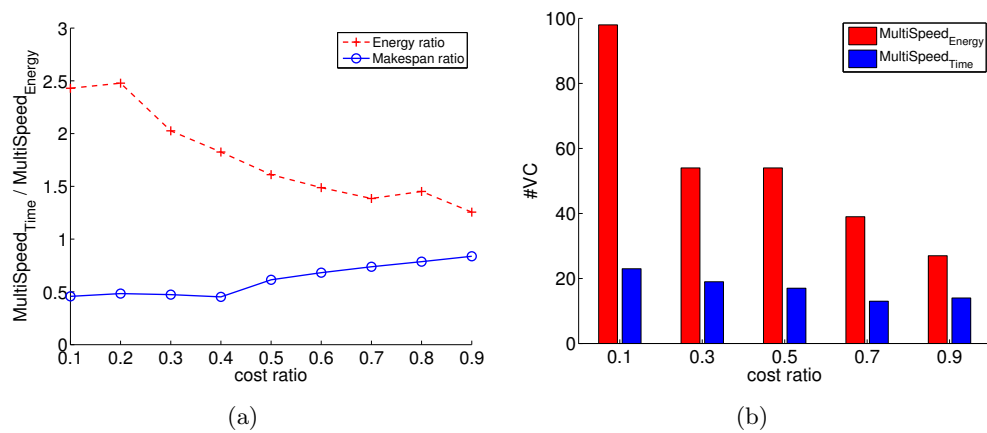 3
2.5
2
1.5
1
0.5
0
MultiSpeed_Time / MultiSpeed_Energy
Energy ratio
Makespan ratio
0.1 0.2 0.3 0.4 0.5 0.6 0.7 0.8 0.9
cost ratio
(a)
100
80
60
40
20
0
#VC
MultiSpeed_Energy
MultiSpeed_Time
0.1 0.3 0.5 0.7 0.9
cost ratio
(b)